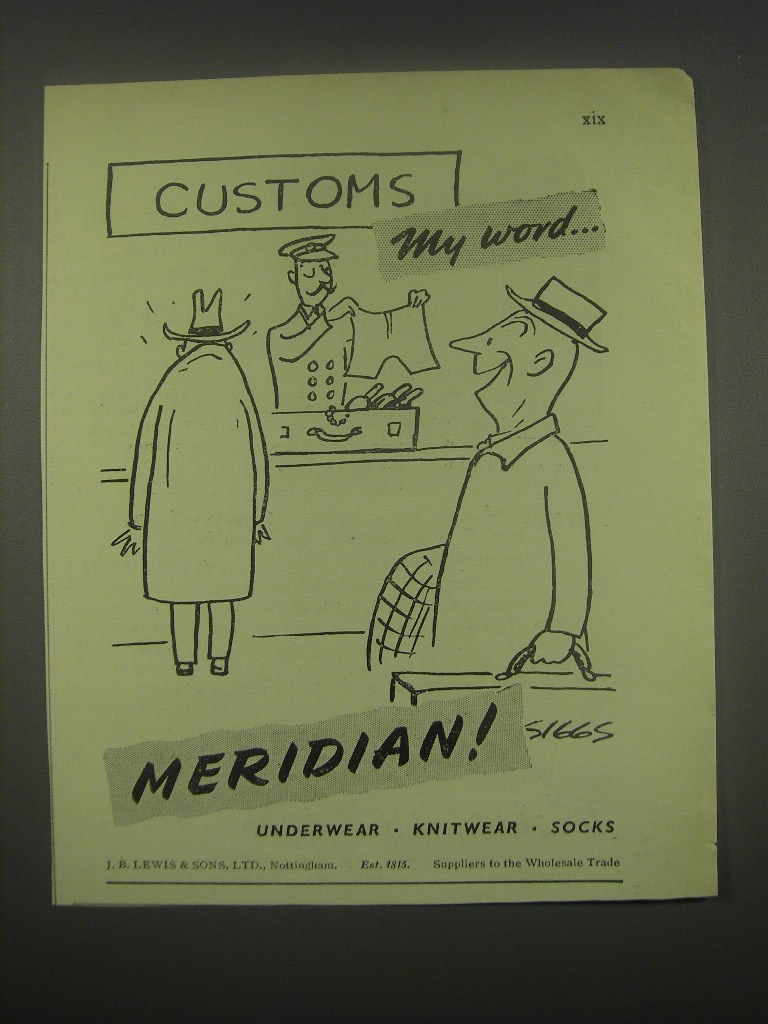 xix
CUSTOMS
My word...
MERIDIAN!
SIGGS
UNDERWEAR · KNITWEAR · SOCKS
J. B. LEWIS & SONS, LTD., Nottingham. Est. 1815. Suppliers to the Wholesale Trade